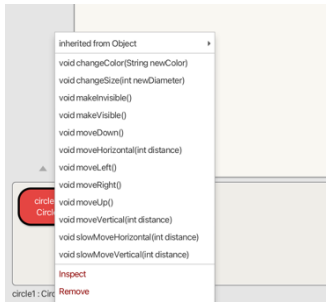 inherited from Object
void changeColor(String newColor)
void changeSize(int newDiameter)
void makeInvisible()
void makeVisible()
void moveDown()
void moveHorizontal(int distance)
void moveLeft()
void moveRight()
void moveUp()
void moveVertical(int distance)
void slowMoveHorizontal(int distance)
void slowMoveVertical(int distance)
Inspect
Remove
circle
Circl
circle1 : Circ